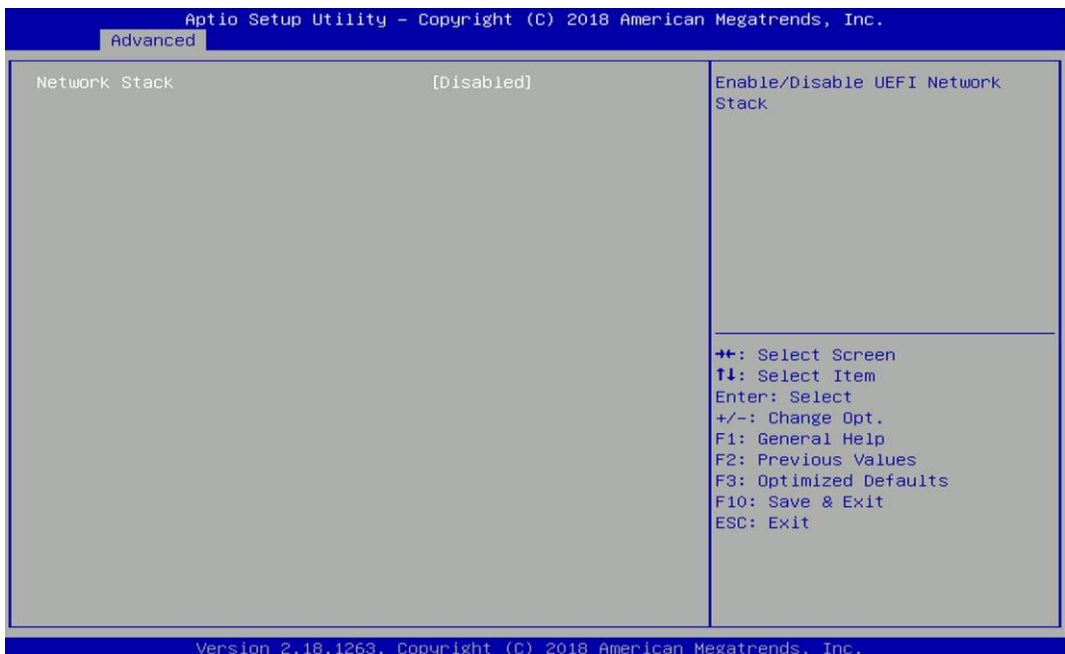 Aptio Setup Utility – Copyright (C) 2018 American Megatrends, Inc.
Advanced
Network Stack [Disabled]
Enable/Disable UEFI Network
Stack
→←: Select Screen
↑↓: Select Item
Enter: Select
+/-: Change Opt.
F1: General Help
F2: Previous Values
F3: Optimized Defaults
F10: Save & Exit
ESC: Exit
Version 2.18.1263. Copyright (C) 2018 American Megatrends, Inc.